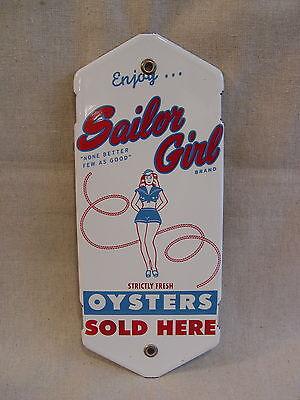 Enjoy...
Sailor
"NONE BETTER
FEW AS GOOD"
Girl
BRAND
STRICTLY FRESH
OYSTERS
SOLD HERE